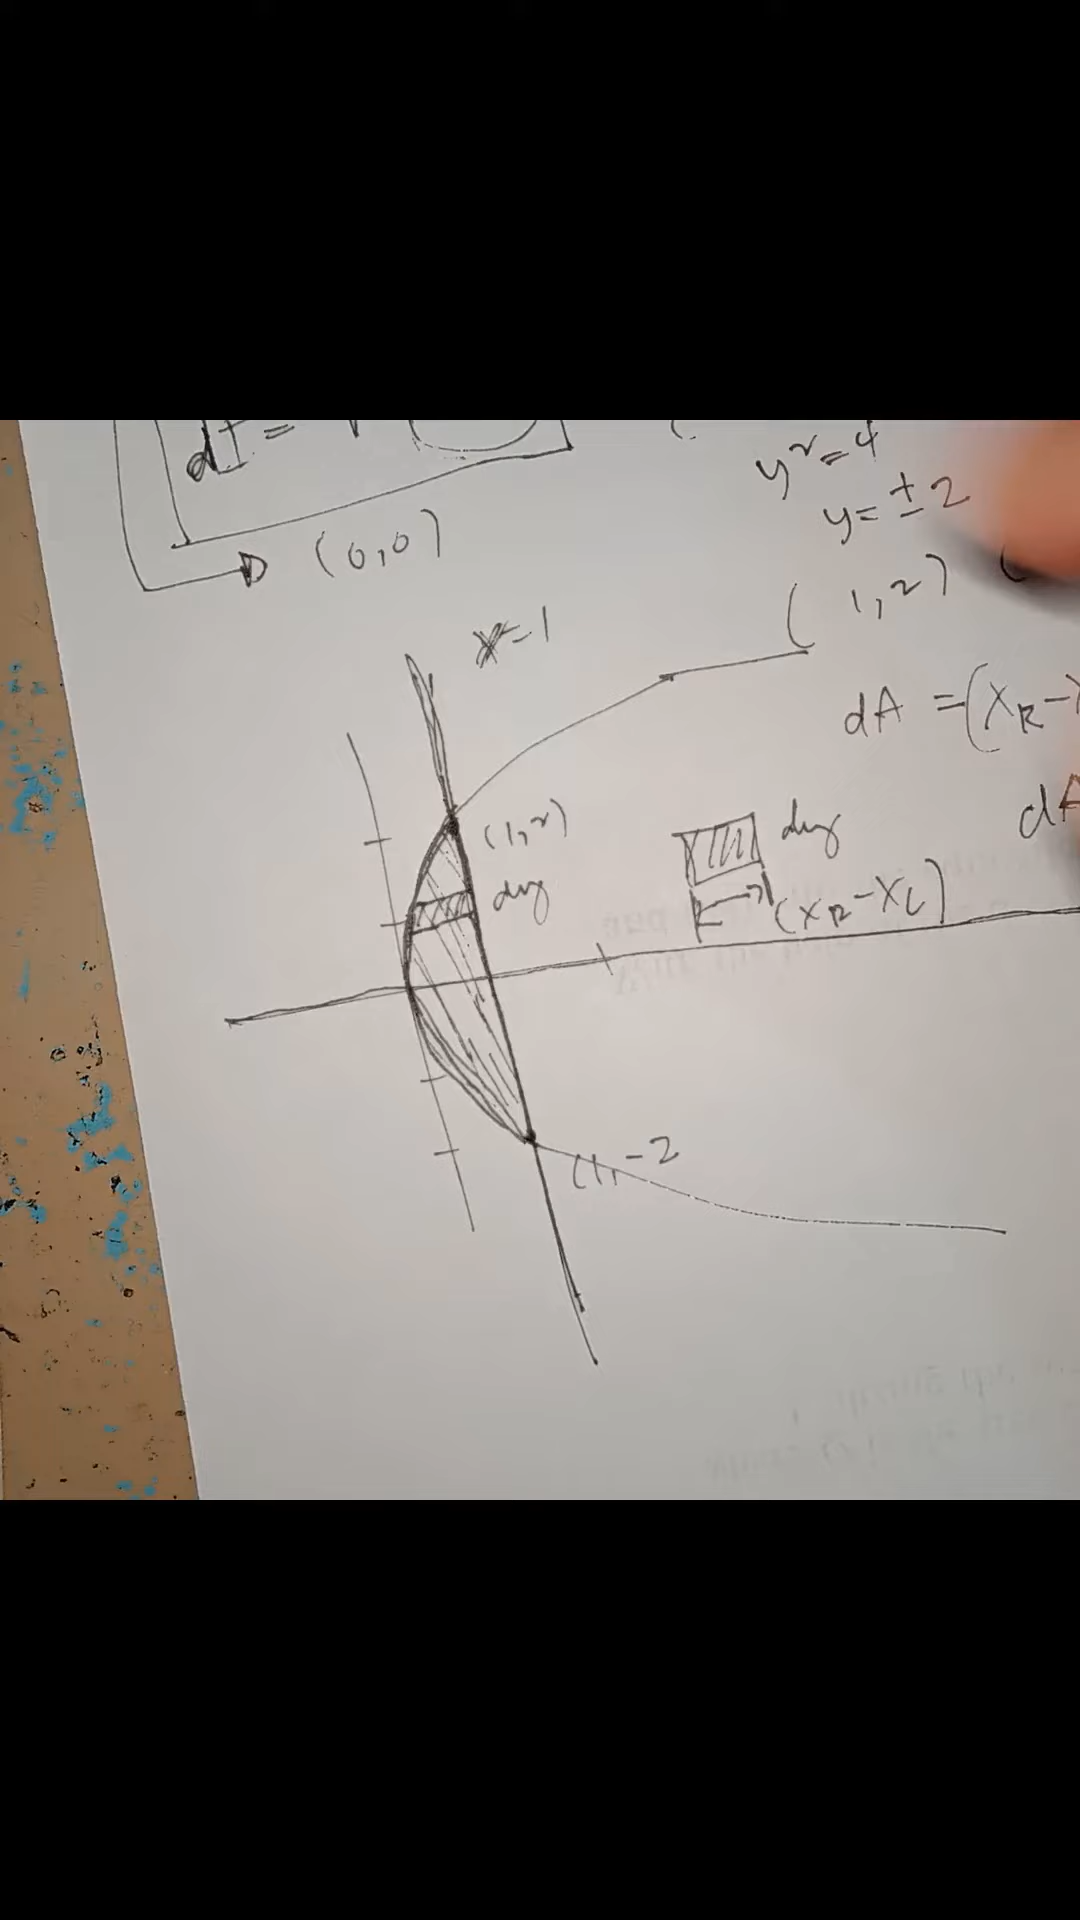 dT =
(0,0)
y² = 4
y = ± 2
(1,2)
x=1
dA = (XR -
(1,2)
dy
dy
(XR - XL)
dA
(1, -2